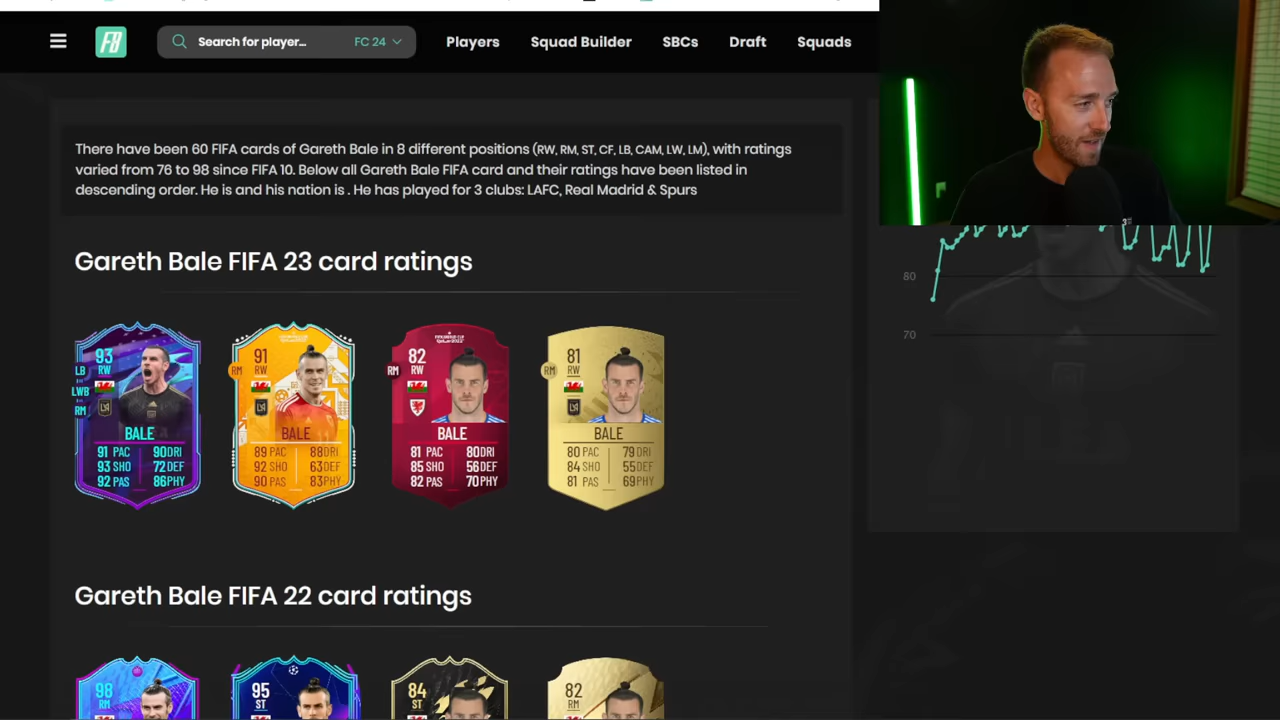 F8
Search for player...
FC 24
Players
Squad Builder
SBCs
Draft
Squads
There have been 60 FIFA cards of Gareth Bale in 8 different positions (RW, RM, ST, CF, LB, CAM, LW, LM), with ratings
varied from 76 to 98 since FIFA 10. Below all Gareth Bale FIFA card and their ratings have been listed in
descending order. He is and his nation is . He has played for 3 clubs: LAFC, Real Madrid & Spurs
80
70
Gareth Bale FIFA 23 card ratings
93
RW
LB
LWB
RM
BALE
91 PAC 90 DRI
93 SHO 72 DEF
92 PAS 86 PHY
91
RW
RM
BALE
89 PAC 88 DRI
92 SHO 63 DEF
90 PAS 83 PHY
82
RW
RM
BALE
81 PAC 80 DRI
85 SHO 56 DEF
82 PAS 70 PHY
81
RW
RM
BALE
80 PAC 79 DRI
84 SHO 55 DEF
81 PAS 69 PHY
Gareth Bale FIFA 22 card ratings
98
RM
95
ST
84
ST
82
RM